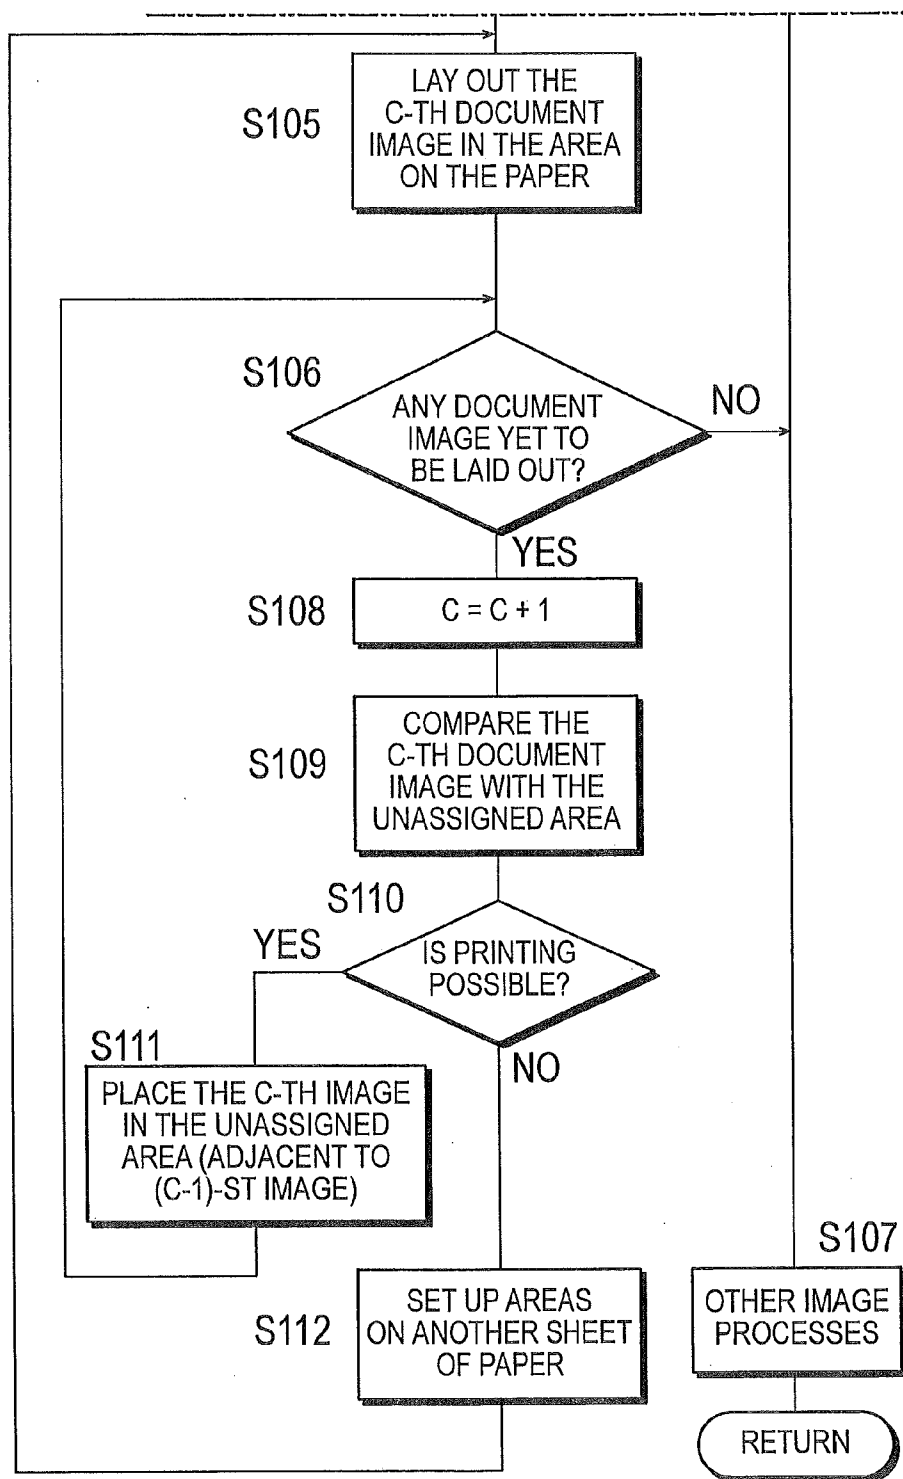 S105
LAY OUT THE
C-TH DOCUMENT
IMAGE IN THE AREA
ON THE PAPER
S106
ANY DOCUMENT
IMAGE YET TO
BE LAID OUT?
NO
YES
S108
C = C + 1
S109
COMPARE THE
C-TH DOCUMENT
IMAGE WITH THE
UNASSIGNED AREA
S110
IS PRINTING
POSSIBLE?
YES
NO
S111
PLACE THE C-TH IMAGE
IN THE UNASSIGNED
AREA (ADJACENT TO
(C-1)-ST IMAGE)
S112
SET UP AREAS
ON ANOTHER SHEET
OF PAPER
S107
OTHER IMAGE
PROCESSES
RETURN